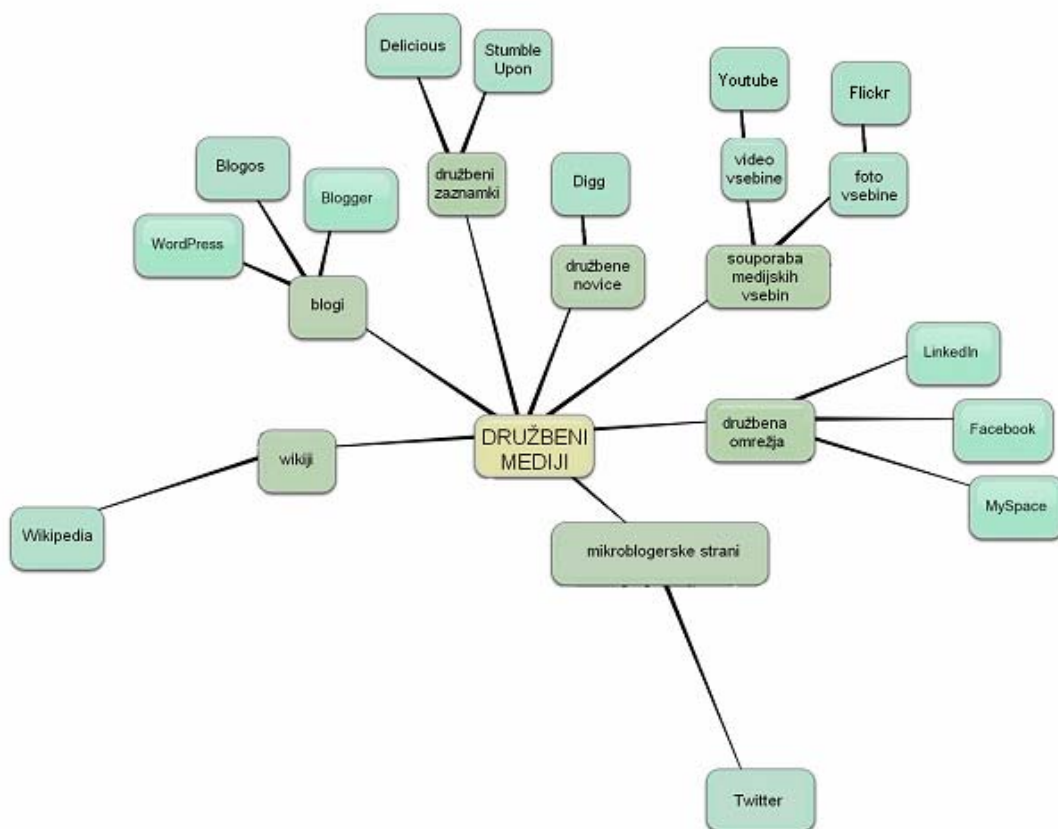 Delicious
Stumble
Upon
Youtube
Flickr
Blogos
Blogger
WordPress
družbeni
zaznamki
Digg
video
vsebine
foto
vsebine
blogi
družbene
novice
souporaba
medijskih
vsebin
LinkedIn
DRUŽBENI
MEDIJI
družbena
omrežja
Facebook
wikiji
MySpace
Wikipedia
mikroblogerske strani
Twitter